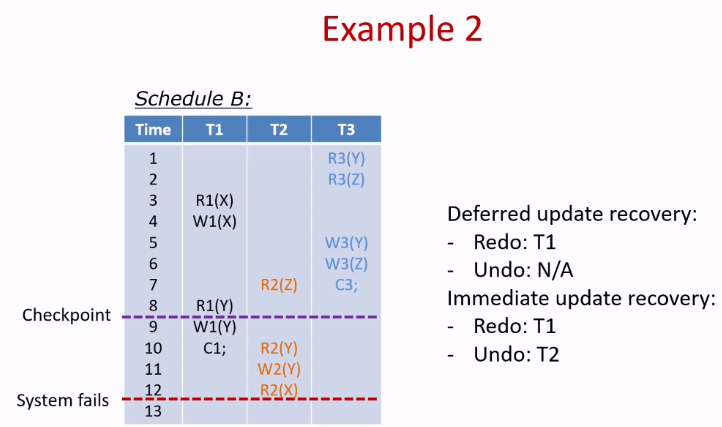 Example 2
Schedule B:
Time T1 T2 T3
1 R3(Y)
2 R3(Z)
3 R1(X)
4 W1(X)
5 W3(Y)
6 W3(Z)
7 R2(Z) C3;
8 R1(Y)
Checkpoint
9 W1(Y)
10 C1; R2(Y)
11 W2(Y)
12 R2(X)
System fails
13
Deferred update recovery:
- Redo: T1
- Undo: N/A
Immediate update recovery:
- Redo: T1
- Undo: T2